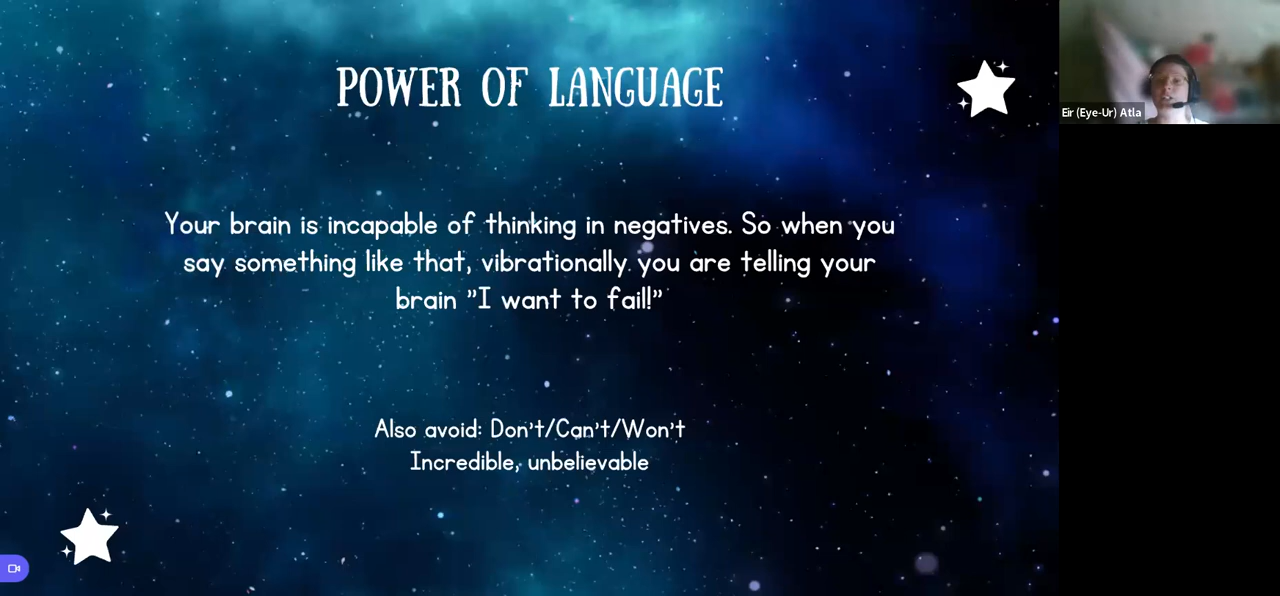 POWER OF LANGUAGE
Eir (Eye-Ur) Atla
Your brain is incapable of thinking in negatives. So when you
say something like that, vibrationally you are telling your
brain "I want to fail!"
Also avoid: Don't/Can't/Won't
Incredible, unbelievable